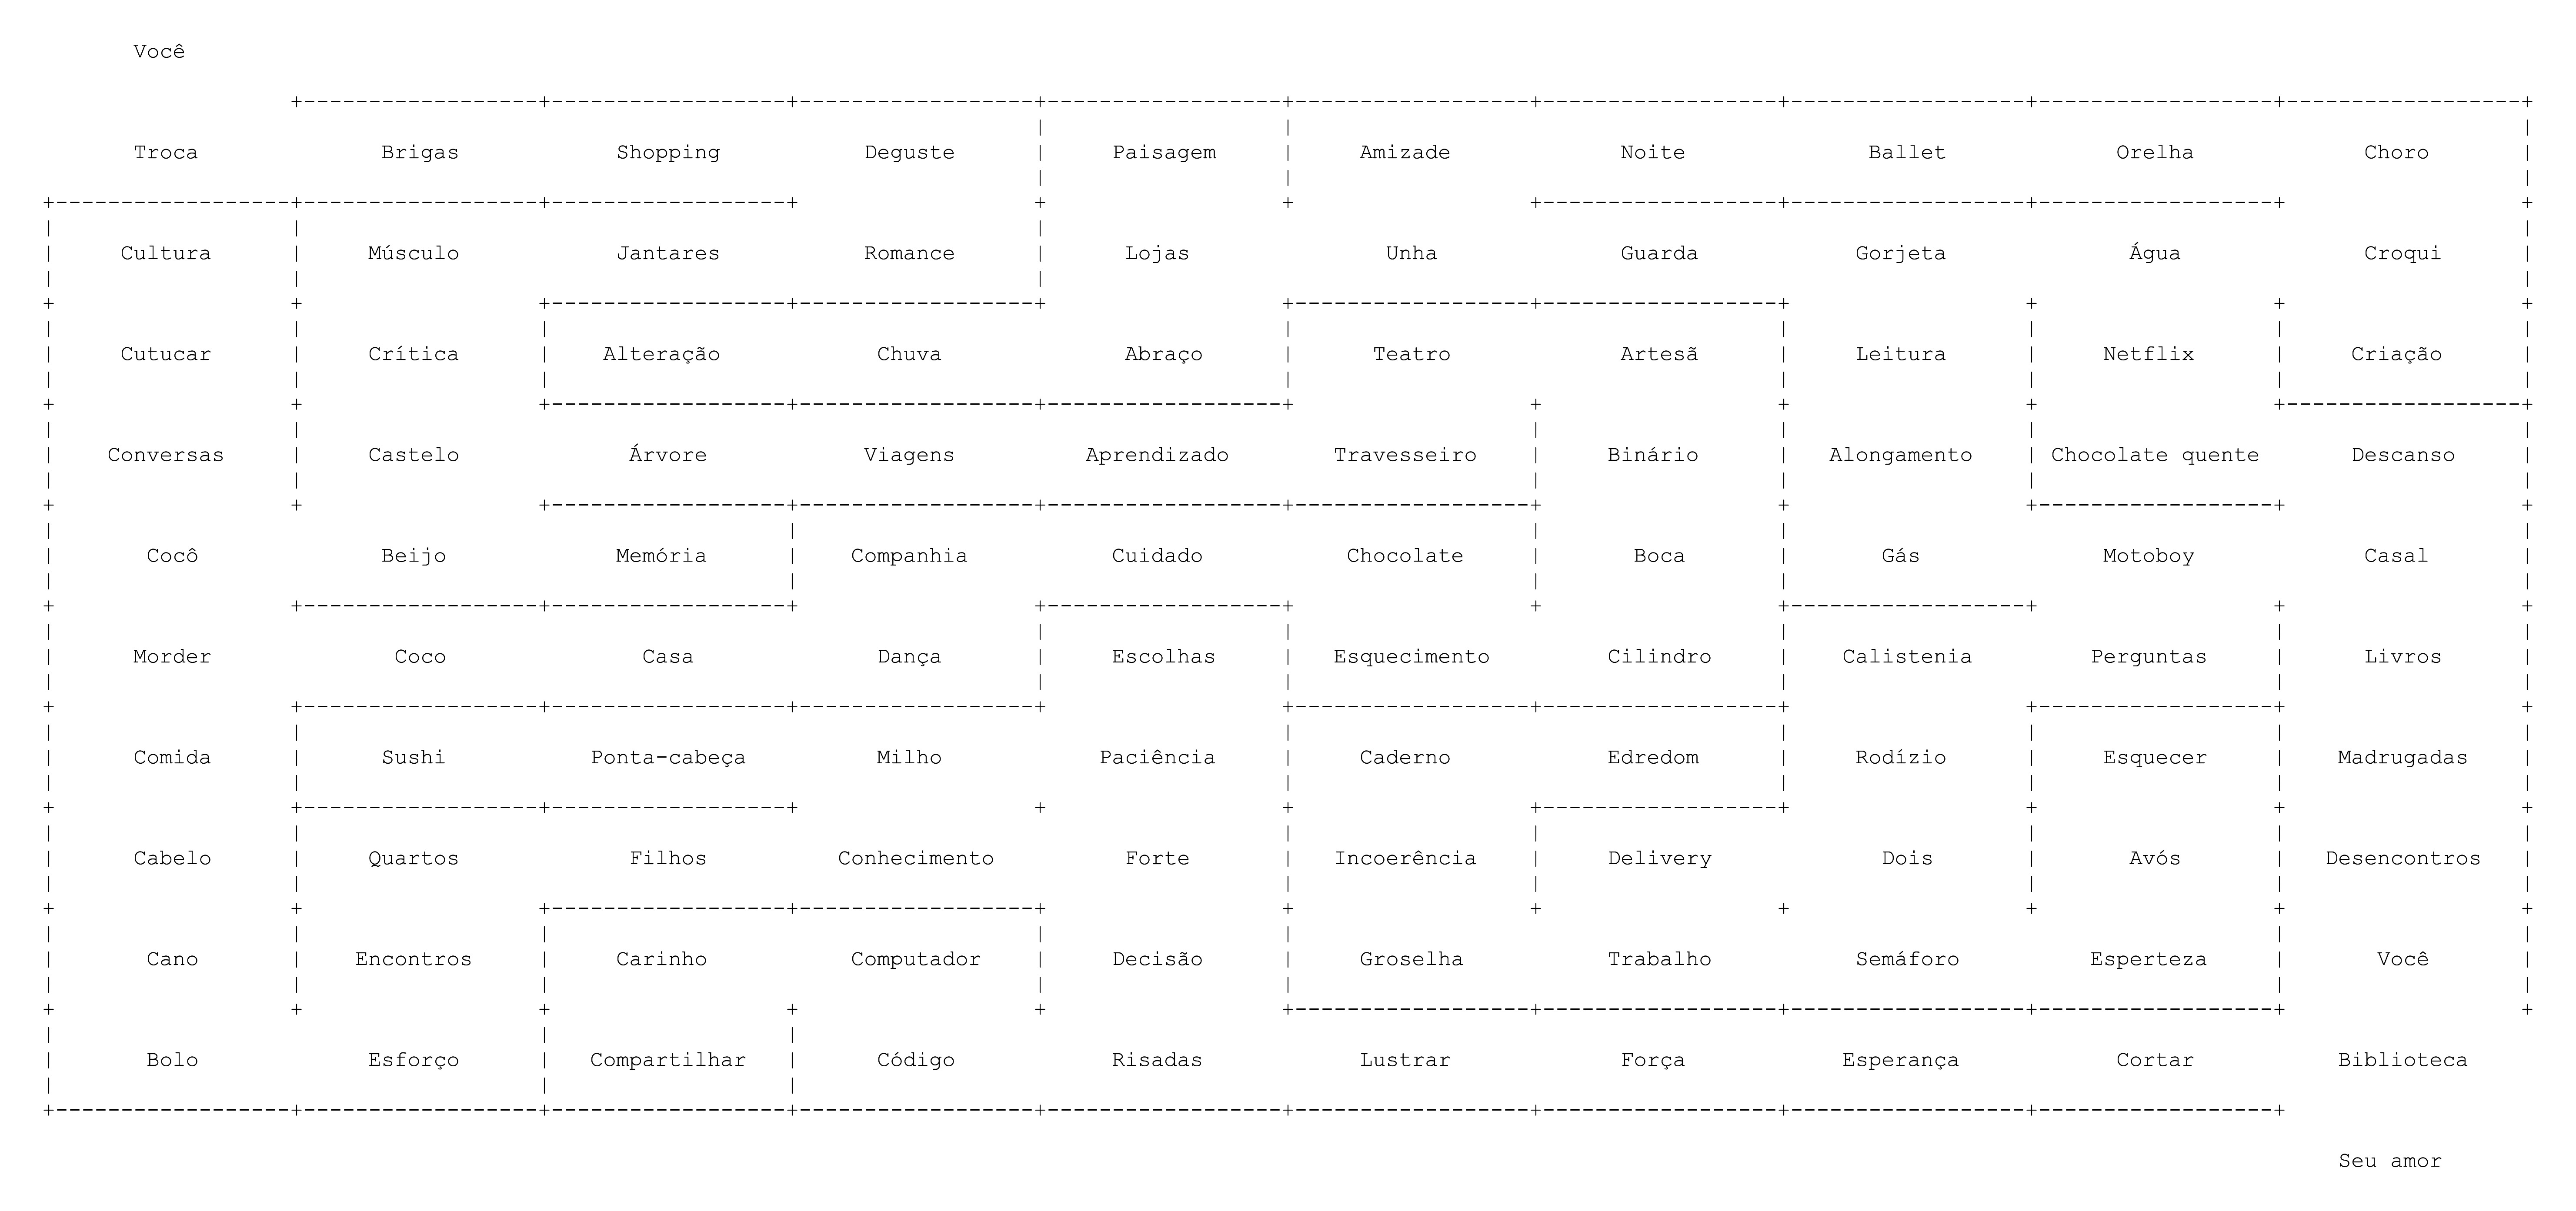 Você
Troca Brigas Shopping Deguste Paisagem Amizade Noite Ballet Orelha Choro
Cultura Músculo Jantares Romance Lojas Unha Guarda Gorjeta Água Croqui
Cutucar Crítica Alteração Chuva Abraço Teatro Artesã Leitura Netflix Criação
Conversas Castelo Árvore Viagens Aprendizado Travesseiro Binário Alongamento Chocolate quente Descanso
Cocô Beijo Memória Companhia Cuidado Chocolate Boca Gás Motoboy Casal
Morder Coco Casa Dança Escolhas Esquecimento Cilindro Calistenia Perguntas Livros
Comida Sushi Ponta-cabeça Milho Paciência Caderno Edredom Rodízio Esquecer Madrugadas
Cabelo Quartos Filhos Conhecimento Forte Incoerência Delivery Dois Avós Desencontros
Cano Encontros Carinho Computador Decisão Groselha Trabalho Semáforo Esperteza Você
Bolo Esforço Compartilhar Código Risadas Lustrar Força Esperança Cortar Biblioteca
Seu amor